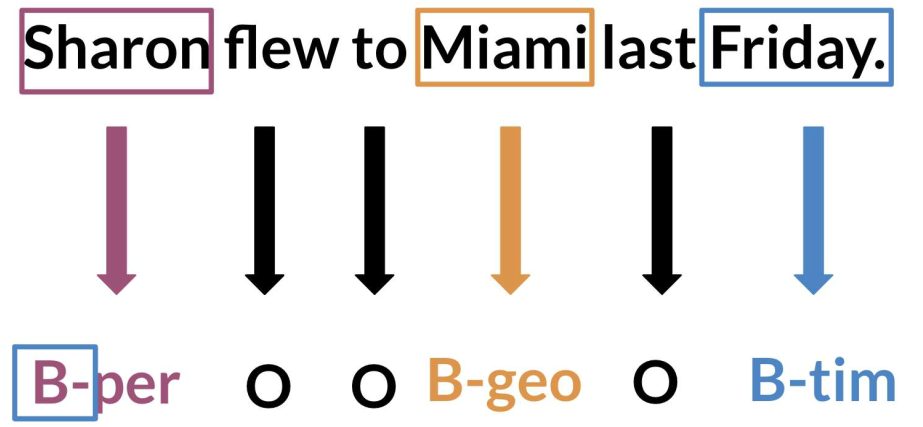 Sharon flew to Miami last Friday.
B-per O O B-geo O B-tim